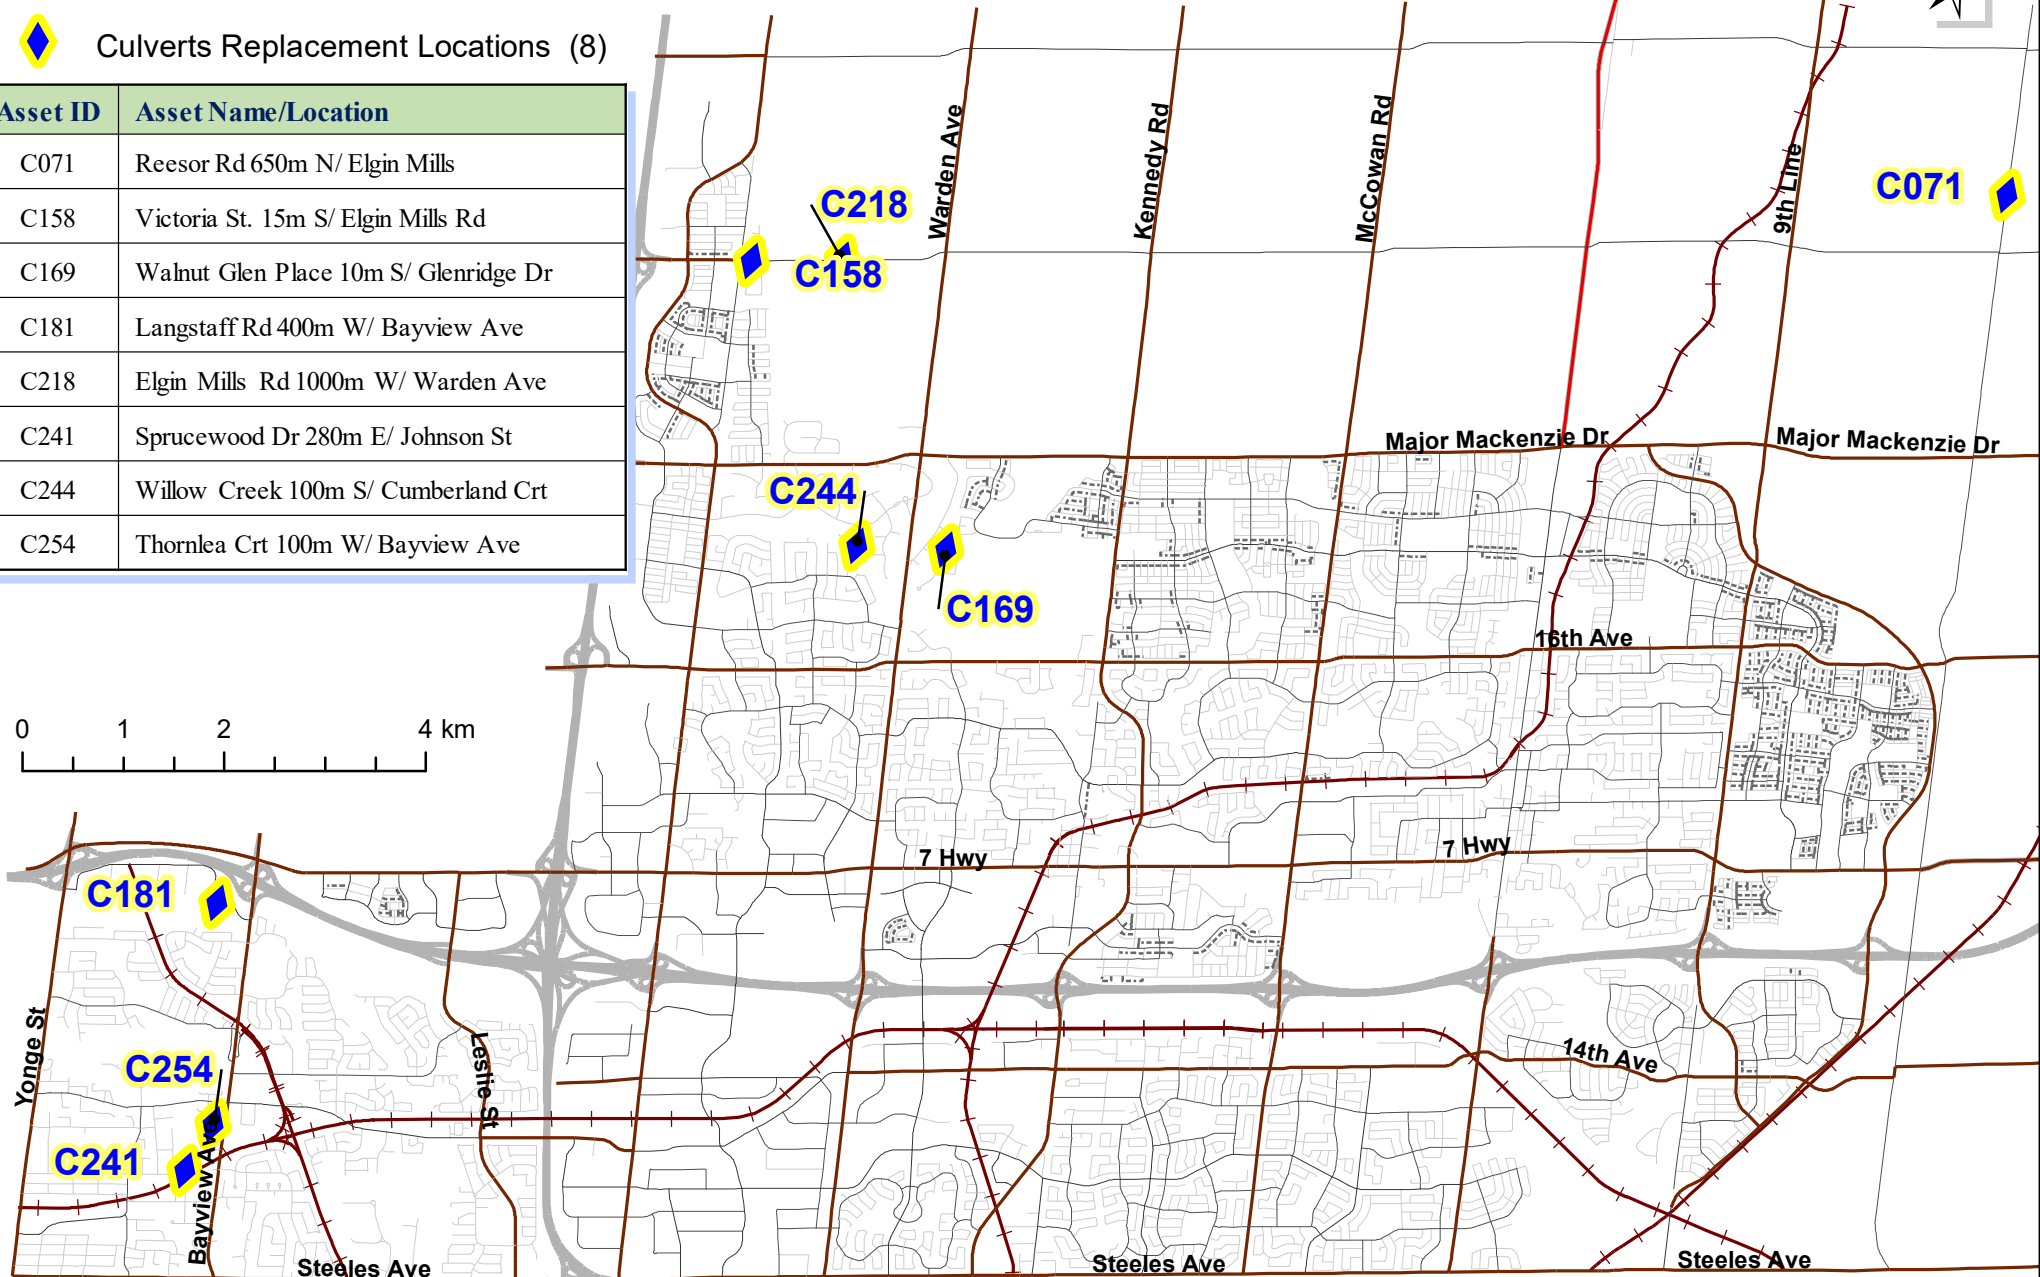 Culverts Replacement Locations (8)
Asset ID Asset Name/Location
C071 Reesor Rd 650m N/ Elgin Mills
C158 Victoria St. 15m S/ Elgin Mills Rd
C169 Walnut Glen Place 10m S/ Glenridge Dr
C181 Langstaff Rd 400m W/ Bayview Ave
C218 Elgin Mills Rd 1000m W/ Warden Ave
C241 Sprucewood Dr 280m E/ Johnson St
C244 Willow Creek 100m S/ Cumberland Crt
C254 Thornlea Crt 100m W/ Bayview Ave
Warden Ave
Kennedy Rd
McCowan Rd
9th Line
C071
C218
C158
Major Mackenzie Dr
Major Mackenzie Dr
C244
C169
16th Ave
0 1 2 4 km
7 Hwy
7 Hwy
C181
Yonge St
Leslie St
14th Ave
C254
C241
Bayview Ave
Steeles Ave
Steeles Ave
Steeles Ave